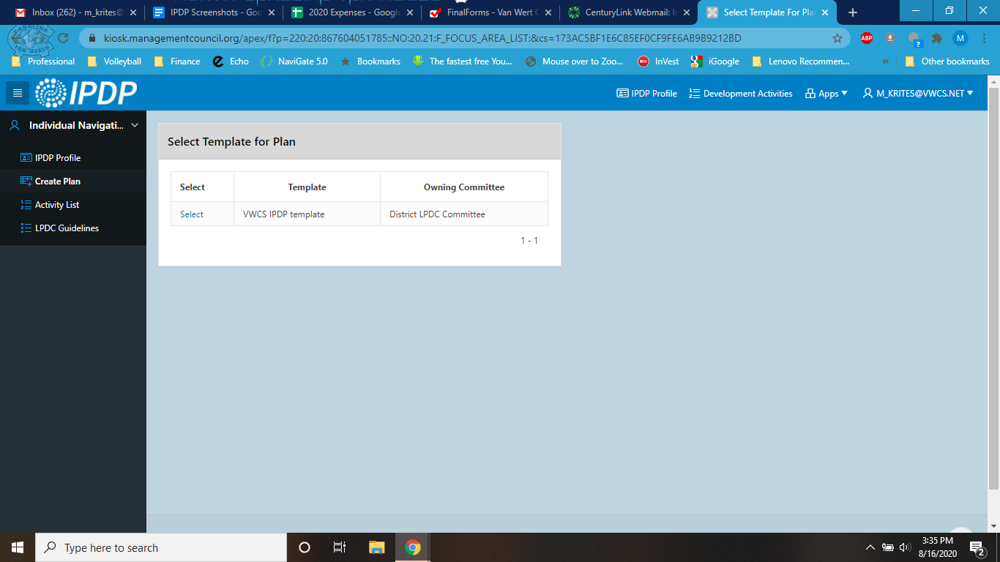 Inbox (262) - m_krites@
IPDP Screenshots - Goo
2020 Expenses - Google
FinalForms - Van Wert
CenturyLink Webmail: I
Select Template For Pla
kiosk.managementcouncil.org/apex/f?p=220:20:867604051785::NO:20,21:F_FOCUS_AREA_LIST:&cs=173AC5BF1E6C85EF0CF9FE6AB9B9212BD
ABP
?
M
Professional
Volleyball
Finance
Echo
NaviGate 5.0
Bookmarks
The fastest free You...
Mouse over to Zoo...
InVest
iGoogle
Lenovo Recommen...
»
Other bookmarks
IPDP
IPDP Profile
Development Activities
Apps
M_KRITES@VWCS.NET
Individual Navigati...
IPDP Profile
Create Plan
Activity List
LPDC Guidelines
Select Template for Plan
Select Template Owning Committee
Select VWCS IPDP template District LPDC Committee
1 - 1
Type here to search
3:35 PM
8/16/2020
2